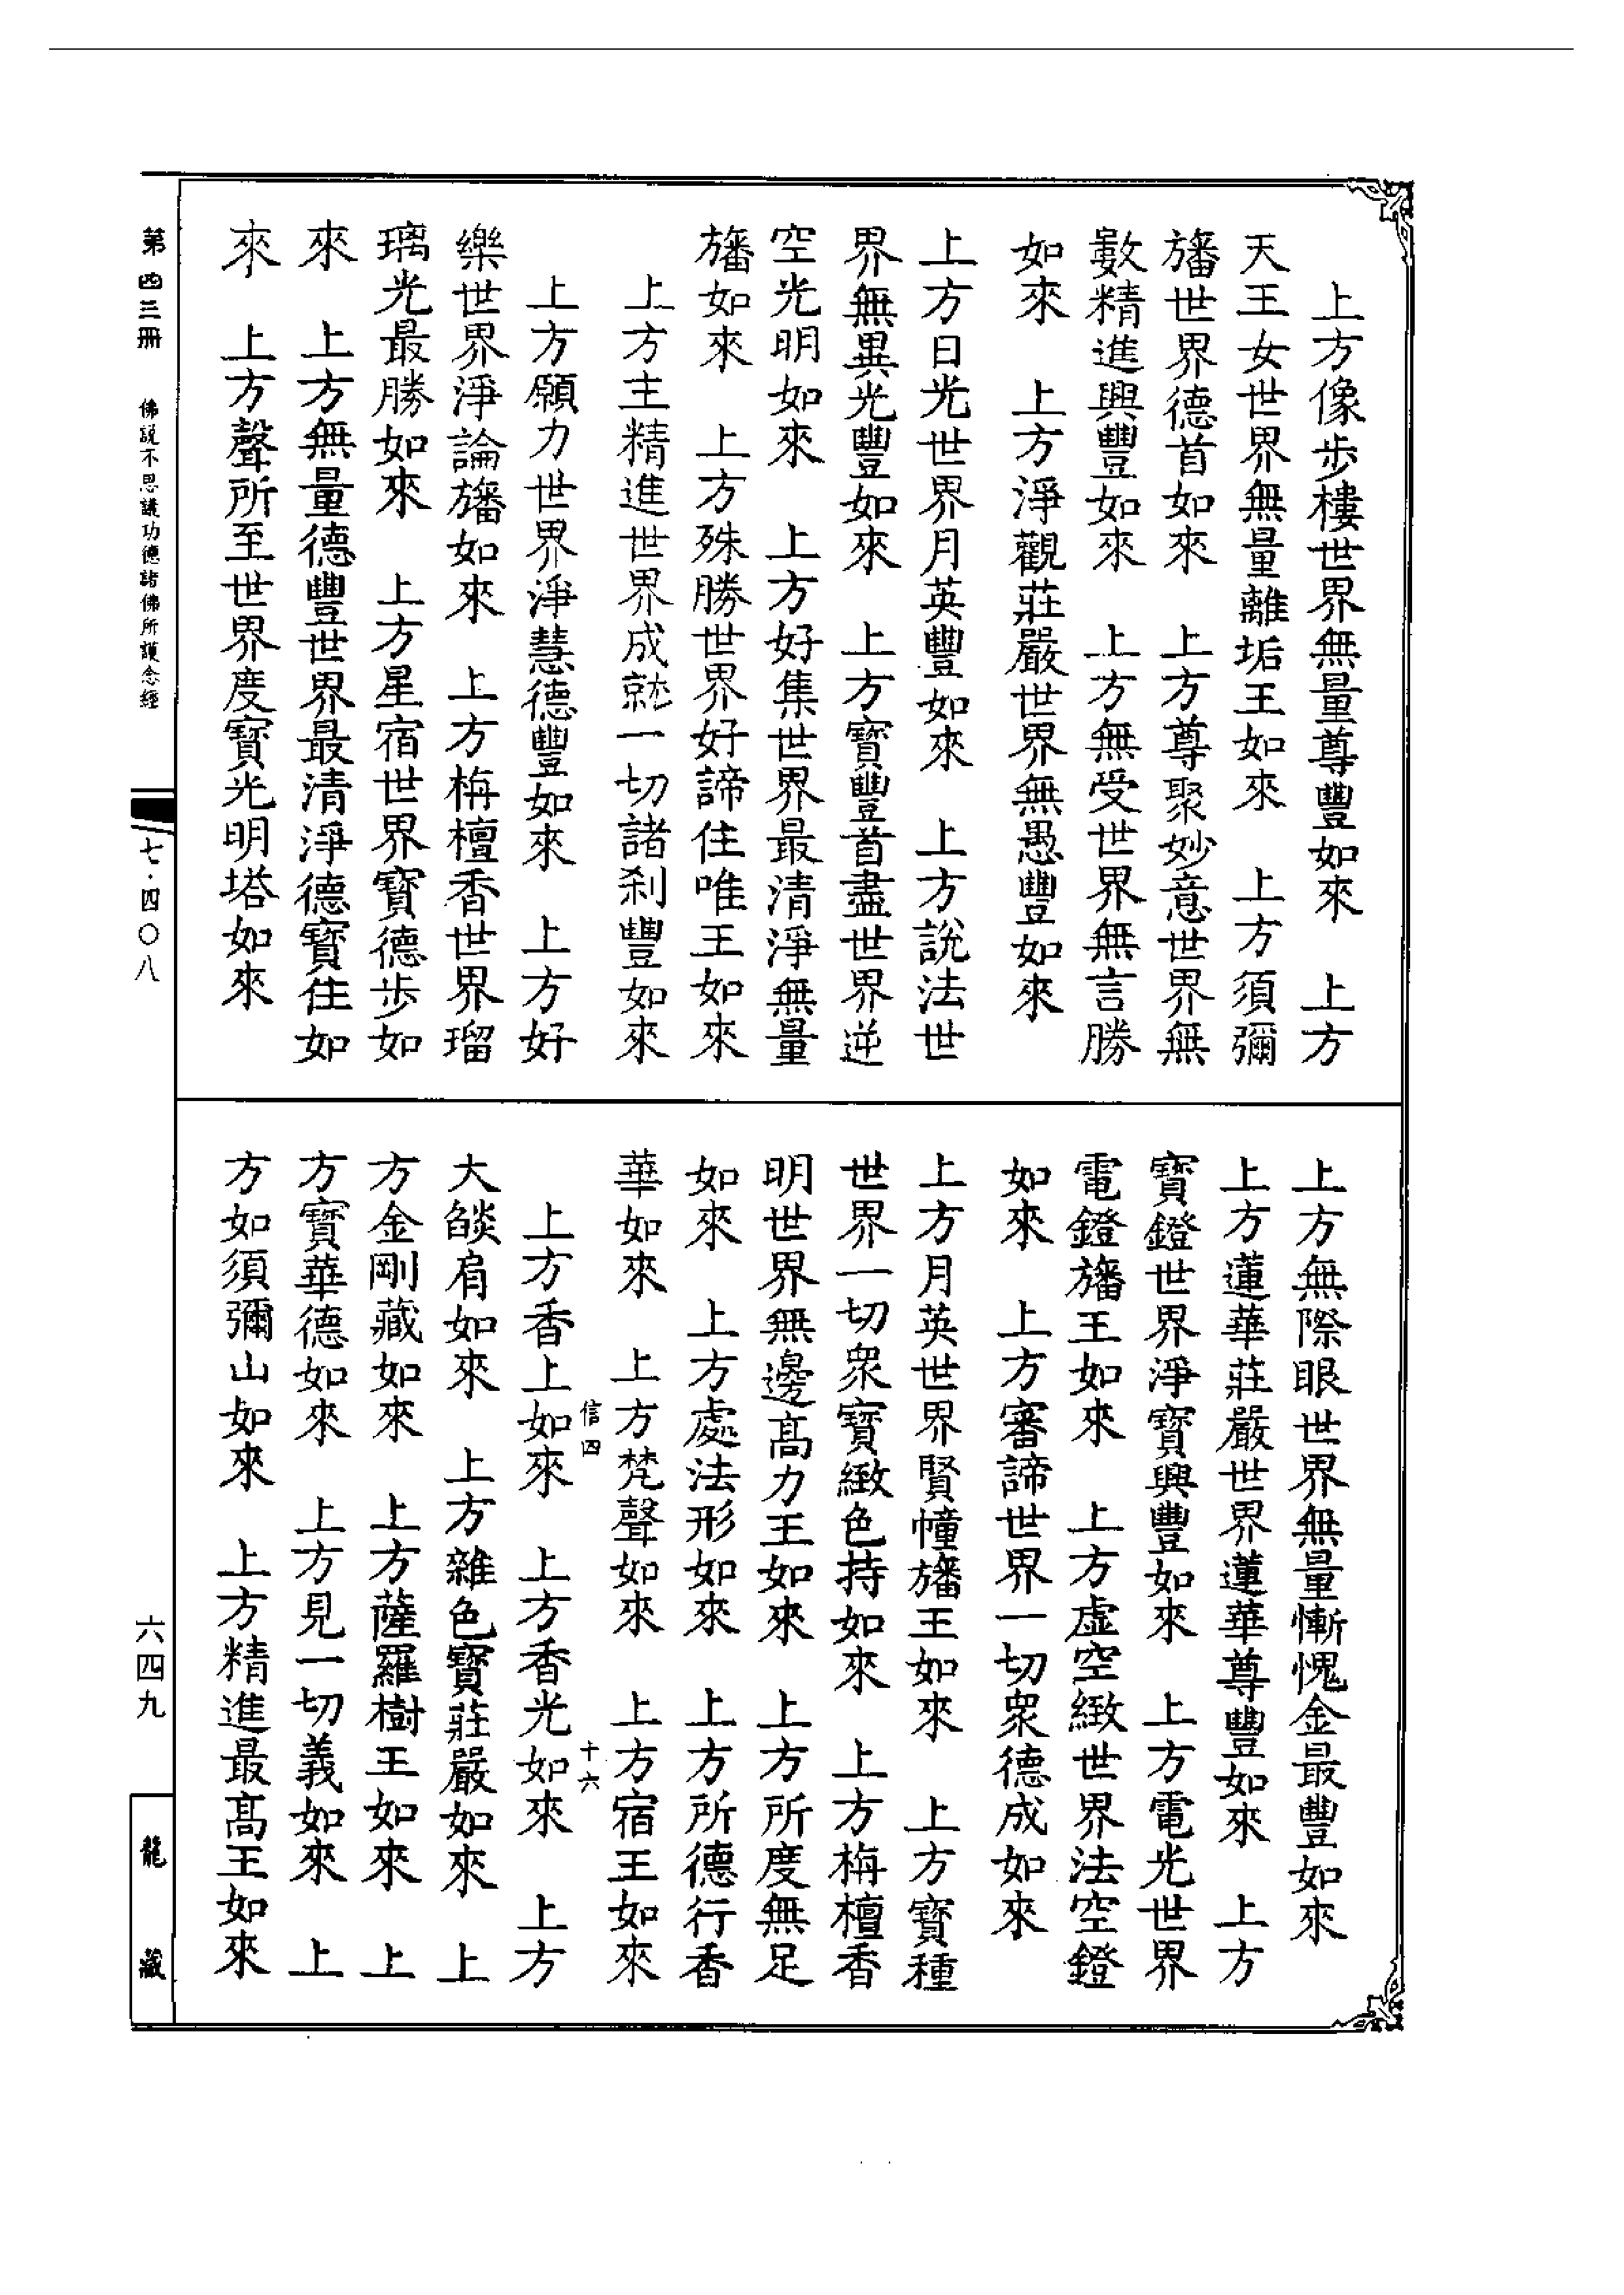 上方像步樓世界無量尊豐如來　上方
天王女世界無量離垢王如來　上方須彌
旛世界德首如來　上方尊聚妙意世界無
數精進興豐如來　上方無受世界無言勝
如來　上方淨觀莊嚴世界無愚豐如來
上方日光世界月英豐如來　上方說法世
界無異光豐如來　上方寶豐首盡世界逆
空光明如來　上方好集世界最清淨無量
旛如來　上方殊勝世界好諦住唯王如來
上方主精進世界成就一切諸刹豐如來
上方願力世界淨慧德豐如來　上方好
樂世界淨論旛如來　上方栴檀香世界瑠
璃光最勝如來　上方星宿世界寶德步如
來　上方無量德豐世界最清淨德寶住如
來　上方聲所至世界度寶光明塔如來
上方無際眼世界無量慚愧金最豐如來
上方蓮華莊嚴世界蓮華尊豐如來　上方
寶鐙世界淨寶興豐如來　上方電光世界
電鐙旛王如來　上方虛空緻世界法空鐙
如來　上方審諦世界一切衆德成如來
上方月英世界賢幢旛王如來　上方寶種
世界一切衆寶緻色持如來　上方栴檀香
明世界無邊髙力王如來　上方所度無足
如來　上方處法形如來　上方所德行香
華如來　上方梵聲如來　上方宿王如來
信四　十六
上方香上如來　上方香光如來　上方
大燄肩如來　上方雜色寶莊嚴如來　上
方金剛藏如來　上方薩羅樹王如來　上
方寶華德如來　上方見一切義如來　上
方如須彌山如來　上方精進最髙王如來
第四三冊　佛說不思議功德諸佛所護念經　七·四〇八　六四九　龍藏